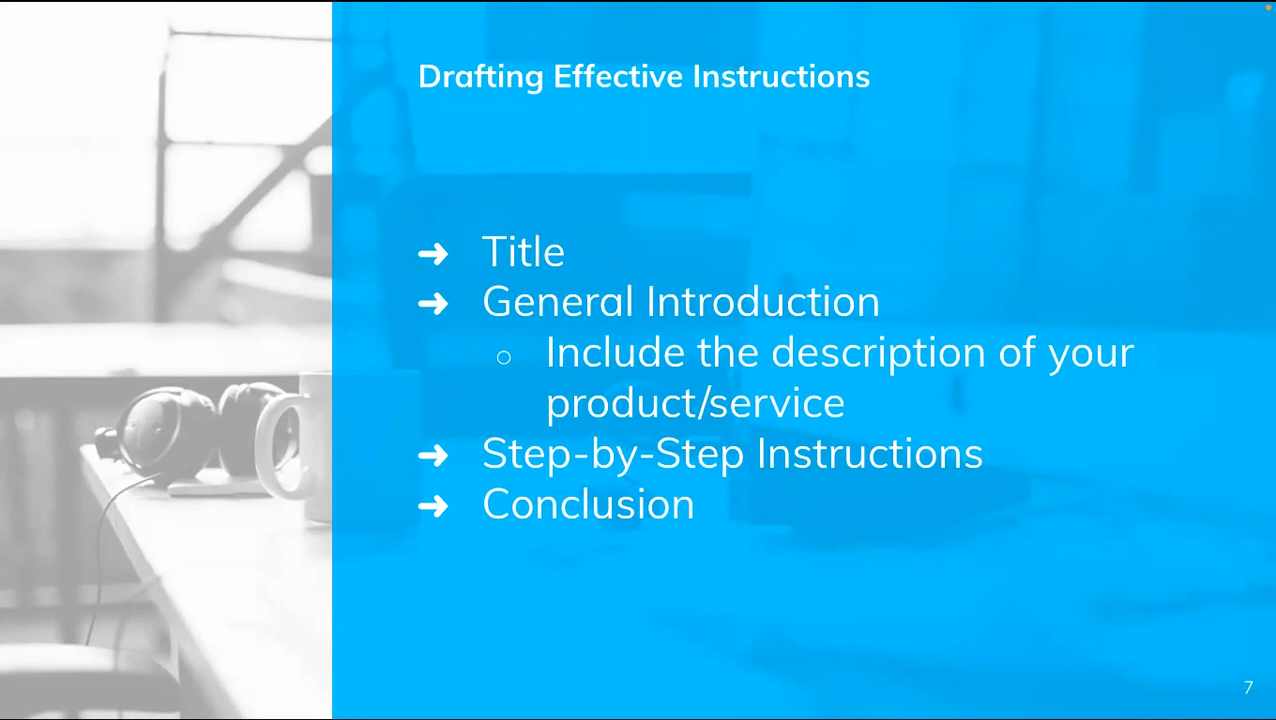 Drafting Effective Instructions
➜ Title
➜ General Introduction
○ Include the description of your
product/service
➜ Step-by-Step Instructions
➜ Conclusion
7